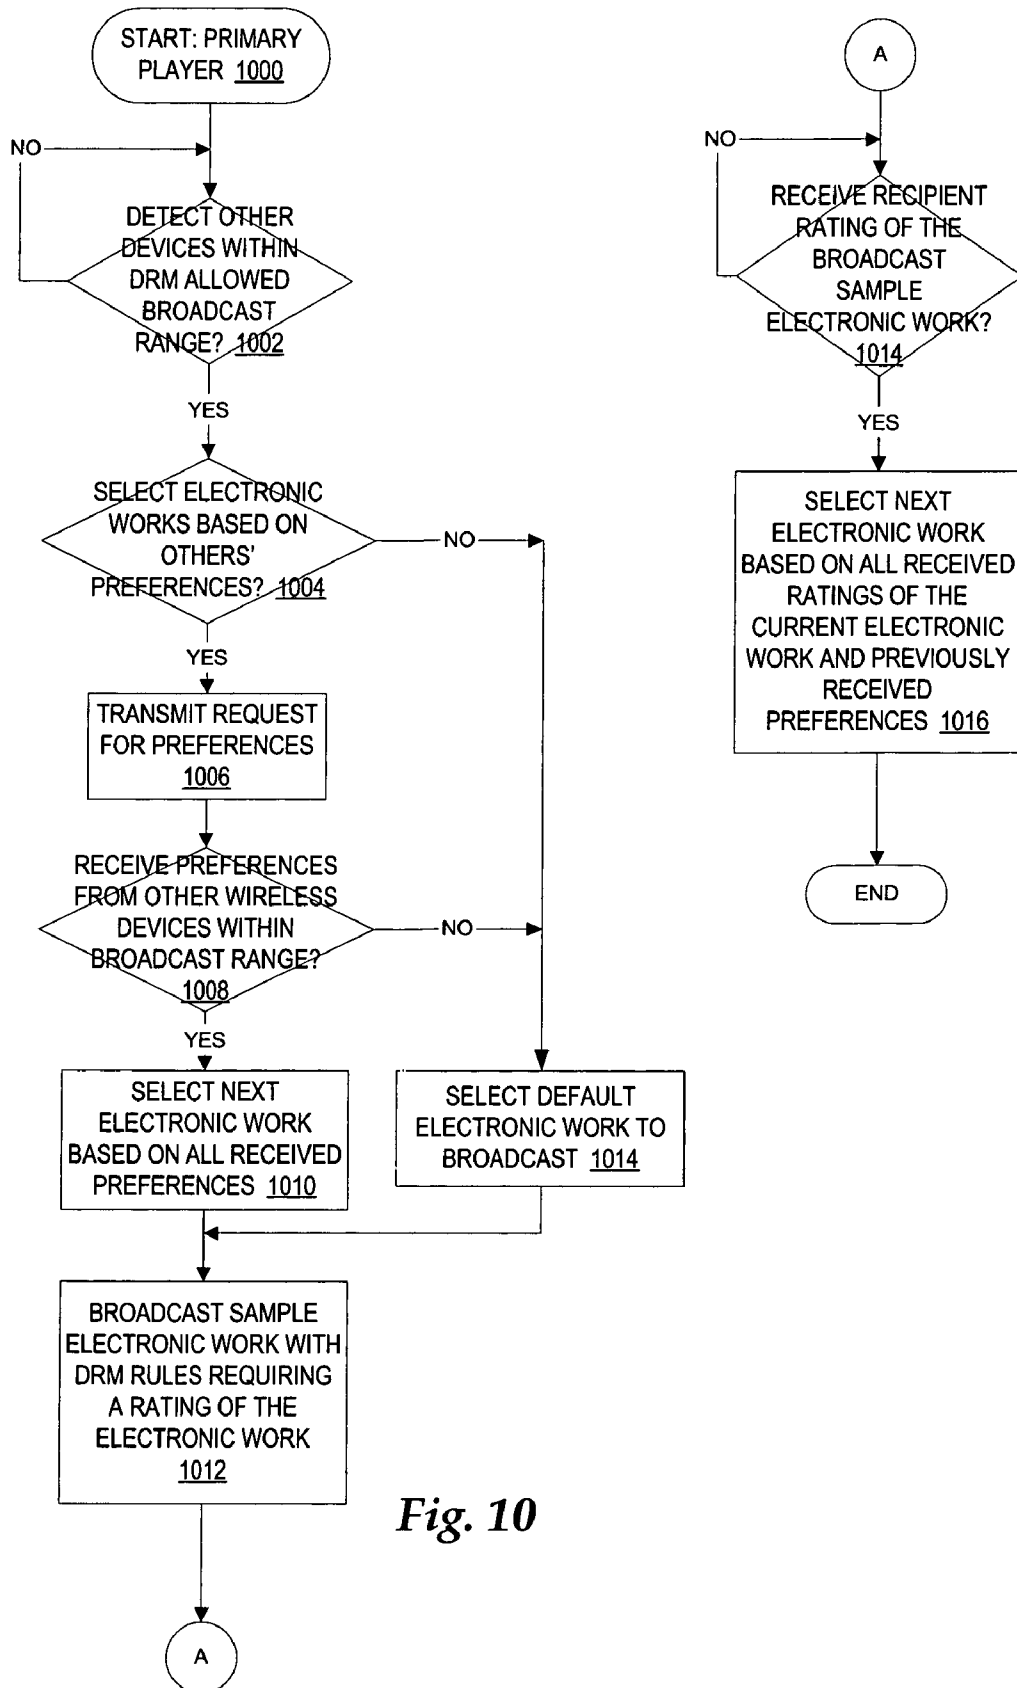 START: PRIMARY
PLAYER 1000
NO
DETECT OTHER
DEVICES WITHIN
DRM ALLOWED
BROADCAST
RANGE? 1002
YES
SELECT ELECTRONIC
WORKS BASED ON
OTHERS'
PREFERENCES? 1004
NO
YES
TRANSMIT REQUEST
FOR PREFERENCES
1006
RECEIVE PREFERENCES
FROM OTHER WIRELESS
DEVICES WITHIN
BROADCAST RANGE?
1008
NO
YES
SELECT NEXT
ELECTRONIC WORK
BASED ON ALL RECEIVED
PREFERENCES 1010
SELECT DEFAULT
ELECTRONIC WORK TO
BROADCAST 1014
BROADCAST SAMPLE
ELECTRONIC WORK WITH
DRM RULES REQUIRING
A RATING OF THE
ELECTRONIC WORK
1012
A
A
NO
RECEIVE RECIPIENT
RATING OF THE
BROADCAST
SAMPLE
ELECTRONIC WORK?
1014
YES
SELECT NEXT
ELECTRONIC WORK
BASED ON ALL RECEIVED
RATINGS OF THE
CURRENT ELECTRONIC
WORK AND PREVIOUSLY
RECEIVED
PREFERENCES 1016
END
Fig. 10